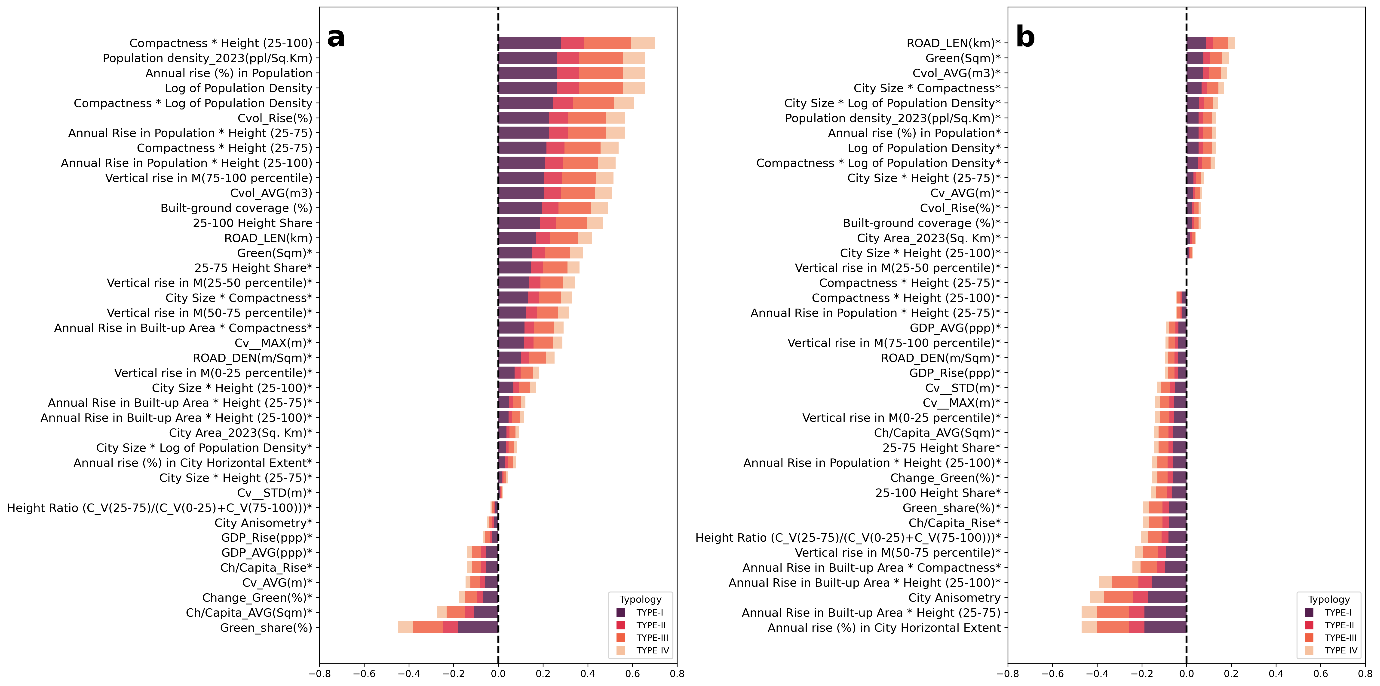 a
Compactness * Height (25-100)
Population density_2023(ppl/Sq.Km)
Annual rise (%) in Population
Log of Population Density
Compactness * Log of Population Density
Cvol_Rise(%)
Annual Rise in Population * Height (25-75)
Compactness * Height (25-75)
Annual Rise in Population * Height (25-100)
Vertical rise in M(75-100 percentile)
Cvol_AVG(m3)
Built-ground coverage (%)
25-100 Height Share
ROAD_LEN(km)
Green(Sqm)*
25-75 Height Share*
Vertical rise in M(25-50 percentile)*
City Size * Compactness*
Vertical rise in M(50-75 percentile)*
Annual Rise in Built-up Area * Compactness*
Cv__MAX(m)*
ROAD_DEN(m/Sqm)*
Vertical rise in M(0-25 percentile)*
City Size * Height (25-100)*
Annual Rise in Built-up Area * Height (25-75)*
Annual Rise in Built-up Area * Height (25-100)*
City Area_2023(Sq. Km)*
City Size * Log of Population Density*
Annual rise (%) in City Horizontal Extent*
City Size * Height (25-75)*
Cv__STD(m)*
Height Ratio (C_V(25-75)/(C_V(0-25)+C_V(75-100)))*
City Anisometry*
GDP_Rise(ppp)*
GDP_AVG(ppp)*
Ch/Capita_Rise*
Cv_AVG(m)*
Change_Green(%)*
Ch/Capita_AVG(Sqm)*
Green_share(%)
Typology
TYPE-I
TYPE-II
TYPE-III
TYPE IV
−0.8 −0.6 −0.4 −0.2 0.0 0.2 0.4 0.6 0.8
b
ROAD_LEN(km)*
Green(Sqm)*
Cvol_AVG(m3)*
City Size * Compactness*
City Size * Log of Population Density*
Population density_2023(ppl/Sq.Km)*
Annual rise (%) in Population*
Log of Population Density*
Compactness * Log of Population Density*
City Size * Height (25-75)*
Cv_AVG(m)*
Cvol_Rise(%)*
Built-ground coverage (%)*
City Area_2023(Sq. Km)*
City Size * Height (25-100)*
Vertical rise in M(25-50 percentile)*
Compactness * Height (25-75)*
Compactness * Height (25-100)*
Annual Rise in Population * Height (25-75)*
GDP_AVG(ppp)*
Vertical rise in M(75-100 percentile)*
ROAD_DEN(m/Sqm)*
GDP_Rise(ppp)*
Cv__STD(m)*
Cv__MAX(m)*
Vertical rise in M(0-25 percentile)*
Ch/Capita_AVG(Sqm)*
25-75 Height Share*
Annual Rise in Population * Height (25-100)*
Change_Green(%)*
25-100 Height Share*
Green_share(%)*
Ch/Capita_Rise*
Height Ratio (C_V(25-75)/(C_V(0-25)+C_V(75-100)))*
Vertical rise in M(50-75 percentile)*
Annual Rise in Built-up Area * Compactness*
Annual Rise in Built-up Area * Height (25-100)*
City Anisometry
Annual Rise in Built-up Area * Height (25-75)
Annual rise (%) in City Horizontal Extent
Typology
TYPE-I
TYPE-II
TYPE-III
TYPE IV
−0.8 −0.6 −0.4 −0.2 0.0 0.2 0.4 0.6 0.8